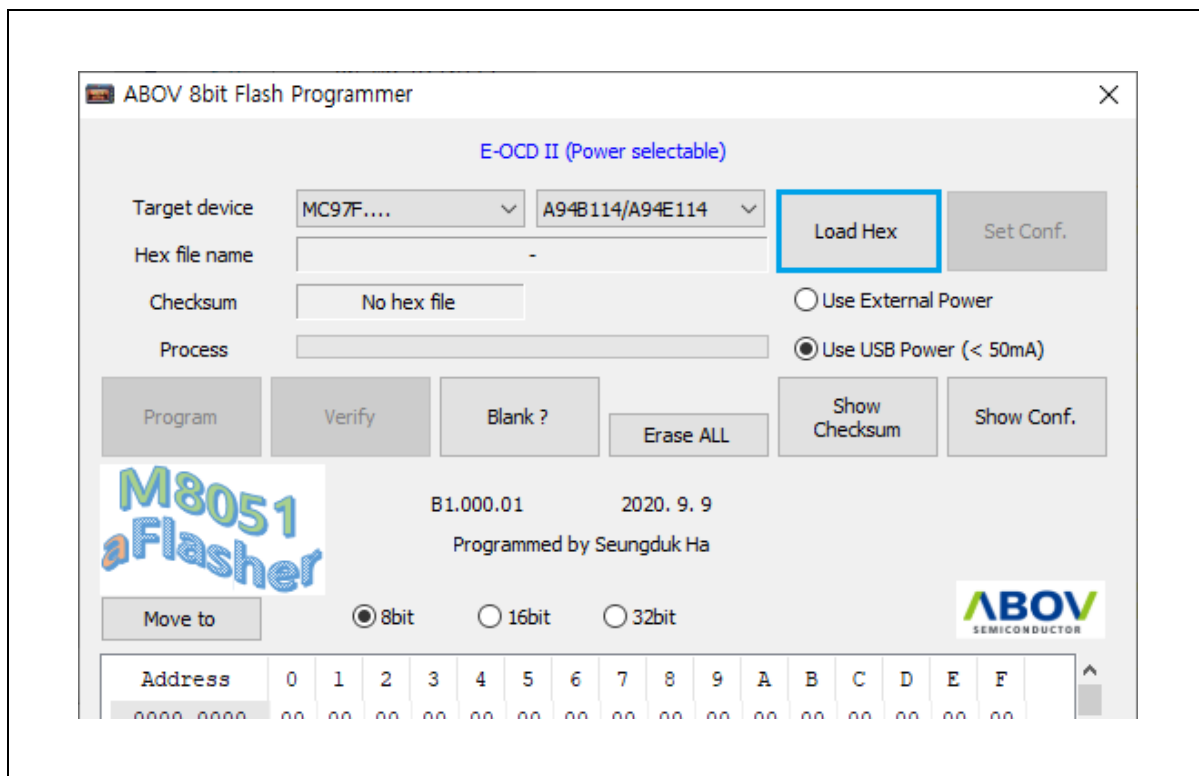 ABOV 8bit Flash Programmer
E-OCD II (Power selectable)
Target device MC97F.... A94B114/A94E114 Load Hex Set Conf.
Hex file name -
Checksum No hex file Use External Power
Process Use USB Power (< 50mA)
Program Verify Blank ? Erase ALL Show Checksum Show Conf.
M8051
aFlasher
B1.000.01 2020. 9. 9
Programmed by Seungduk Ha
Move to 8bit 16bit 32bit
ABOV
SEMICONDUCTOR
Address 0 1 2 3 4 5 6 7 8 9 A B C D E F